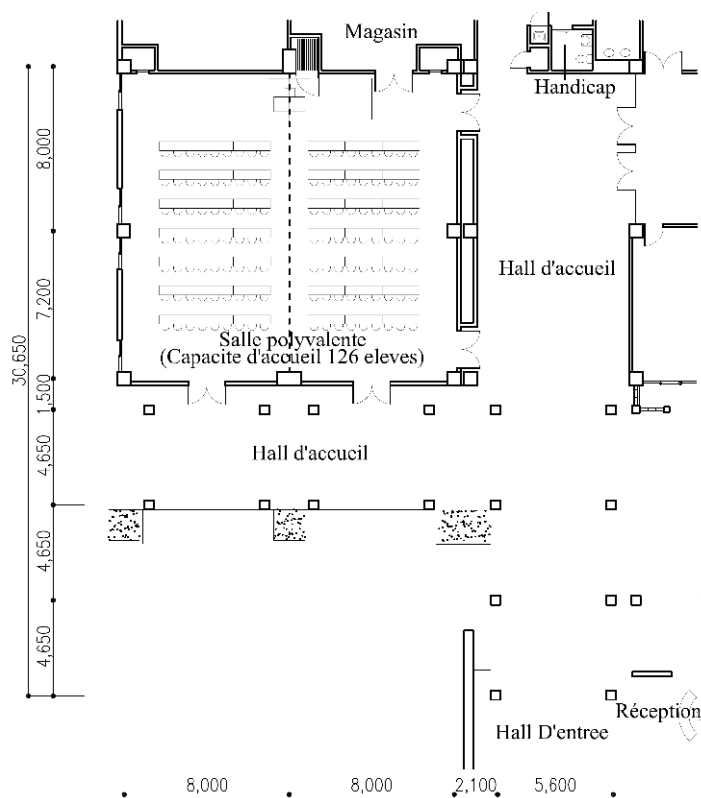 Magasin
Handicap
8,000
Hall d'accueil
7,200
Salle polyvalente
(Capacite d'accueil 126 eleves)
30,650
1,500
4,650
Hall d'accueil
4,650
4,650
Réception
Hall D'entree
8,000 8,000 2,100 5,600